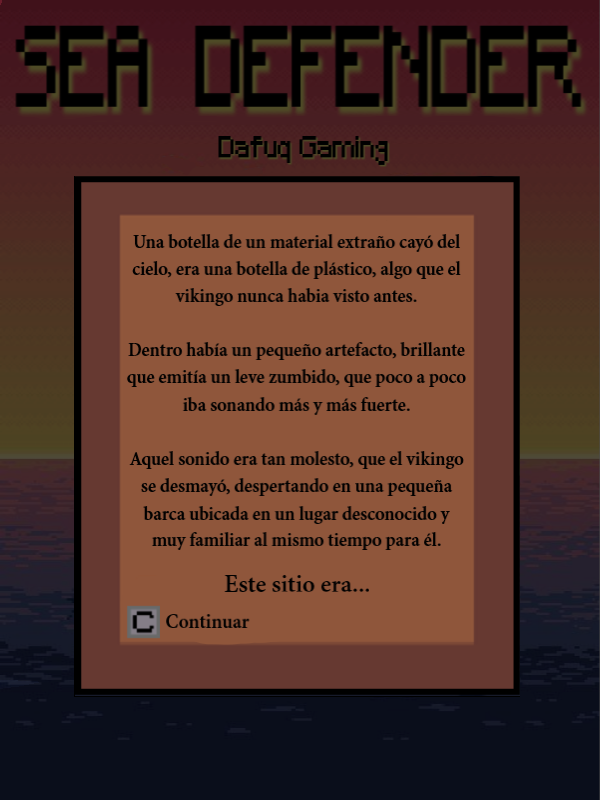 SEA DEFENDER
Dafuq Gaming
Una botella de un material extraño cayó del
cielo, era una botella de plástico, algo que el
vikingo nunca habia visto antes.
Dentro había un pequeño artefacto, brillante
que emitía un leve zumbido, que poco a poco
iba sonando más y más fuerte.
Aquel sonido era tan molesto, que el vikingo
se desmayó, despertando en una pequeña
barca ubicada en un lugar desconocido y
muy familiar al mismo tiempo para él.
Este sitio era...
C Continuar